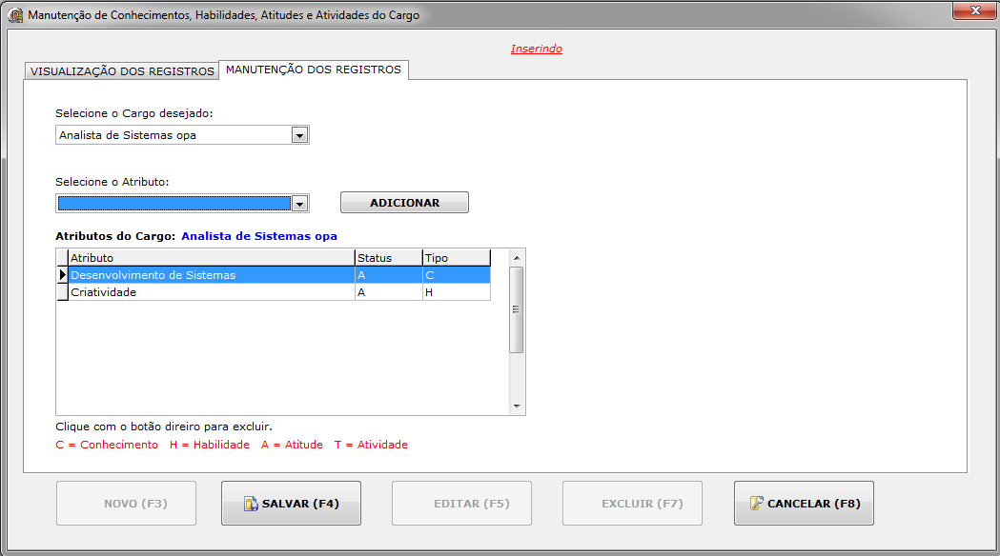 Manutenção de Conhecimentos, Habilidades, Atitudes e Atividades do Cargo
Inserindo
VISUALIZAÇÃO DOS REGISTROS MANUTENÇÃO DOS REGISTROS
Selecione o Cargo desejado:
Analista de Sistemas opa
Selecione o Atributo:
ADICIONAR
Atributos do Cargo: Analista de Sistemas opa
Atributo Status Tipo
Desenvolvimento de Sistemas A C
Criatividade A H
Clique com o botão direiro para excluir.
C = Conhecimento H = Habilidade A = Atitude T = Atividade
NOVO (F3) SALVAR (F4) EDITAR (F5) EXCLUIR (F7) CANCELAR (F8)